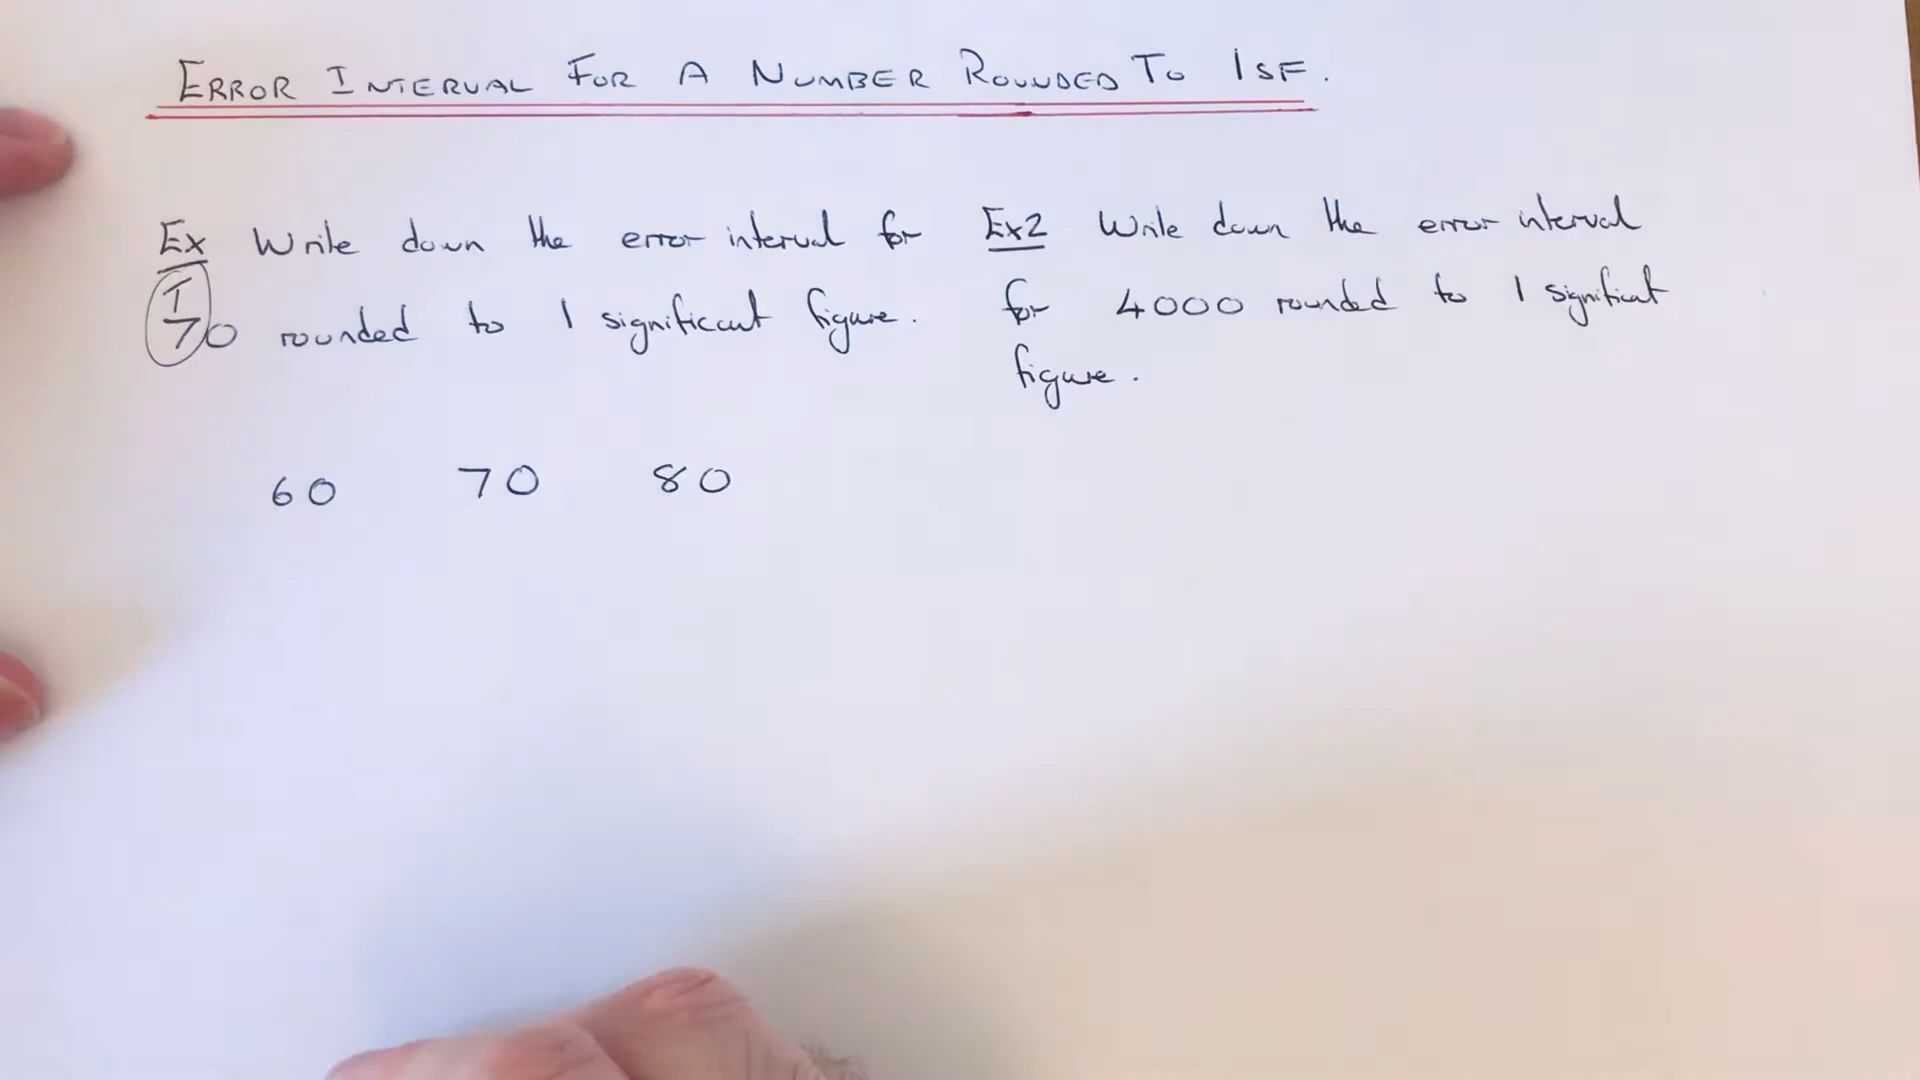 ERROR INTERVAL FOR A NUMBER ROUNDED TO 1SF.
Ex Write down the error interval for
T
70 rounded to 1 significant figure.
Ex2 Write down the error interval
for 4000 rounded to 1 significant
figure.
60 70 80